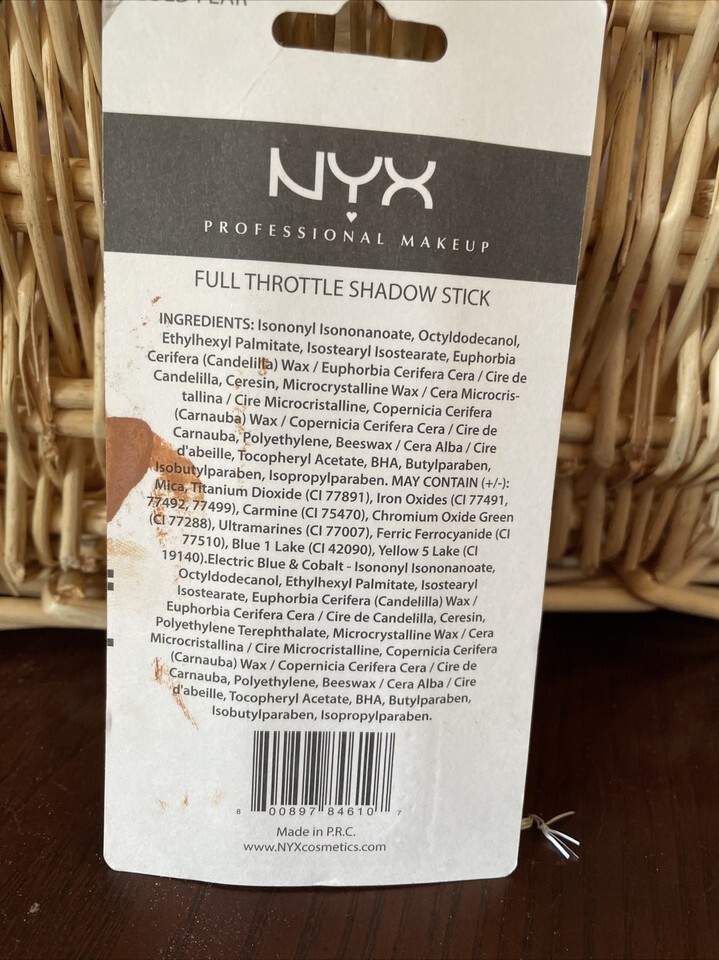 NYX
PROFESSIONAL MAKEUP
FULL THROTTLE SHADOW STICK
INGREDIENTS: Isononyl Isononanoate, Octyldodecanol,
Ethylhexyl Palmitate, Isostearyl Isostearate, Euphorbia
Cerifera (Candelilla) Wax / Euphorbia Cerifera Cera / Cire de
Candelilla, Ceresin, Microcrystalline Wax / Cera Microcris-
tallina / Cire Microcristalline, Copernicia Cerifera
(Carnauba) Wax / Copernicia Cerifera Cera / Cire de
Carnauba, Polyethylene, Beeswax / Cera Alba / Cire
d'abeille, Tocopheryl Acetate, BHA, Butylparaben,
Isobutylparaben, Isopropylparaben. MAY CONTAIN (+/-):
Mica, Titanium Dioxide (CI 77891), Iron Oxides (CI 77491,
77492, 77499), Carmine (CI 75470), Chromium Oxide Green
(CI 77288), Ultramarines (CI 77007), Ferric Ferrocyanide (CI
77510), Blue 1 Lake (CI 42090), Yellow 5 Lake (CI
19140).Electric Blue & Cobalt - Isononyl Isononanoate,
Octyldodecanol, Ethylhexyl Palmitate, Isostearyl
Isostearate, Euphorbia Cerifera (Candelilla) Wax /
Euphorbia Cerifera Cera / Cire de Candelilla, Ceresin,
Polyethylene Terephthalate, Microcrystalline Wax / Cera
Microcristallina / Cire Microcristalline, Copernicia Cerifera
(Carnauba) Wax / Copernicia Cerifera Cera / Cire de
Carnauba, Polyethylene, Beeswax / Cera Alba / Cire
d'abeille, Tocopheryl Acetate, BHA, Butylparaben,
Isobutylparaben, Isopropylparaben.
8 00897 84610 7
Made in P.R.C.
www.NYXcosmetics.com